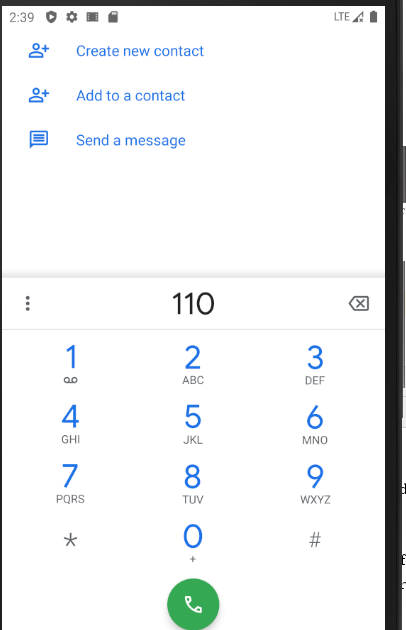 2:39 LTE
Create new contact
Add to a contact
Send a message
110
1 2 3
ABC DEF
4 5 6
GHI JKL MNO
7 8 9
PQRS TUV WXYZ
* 0 #
+